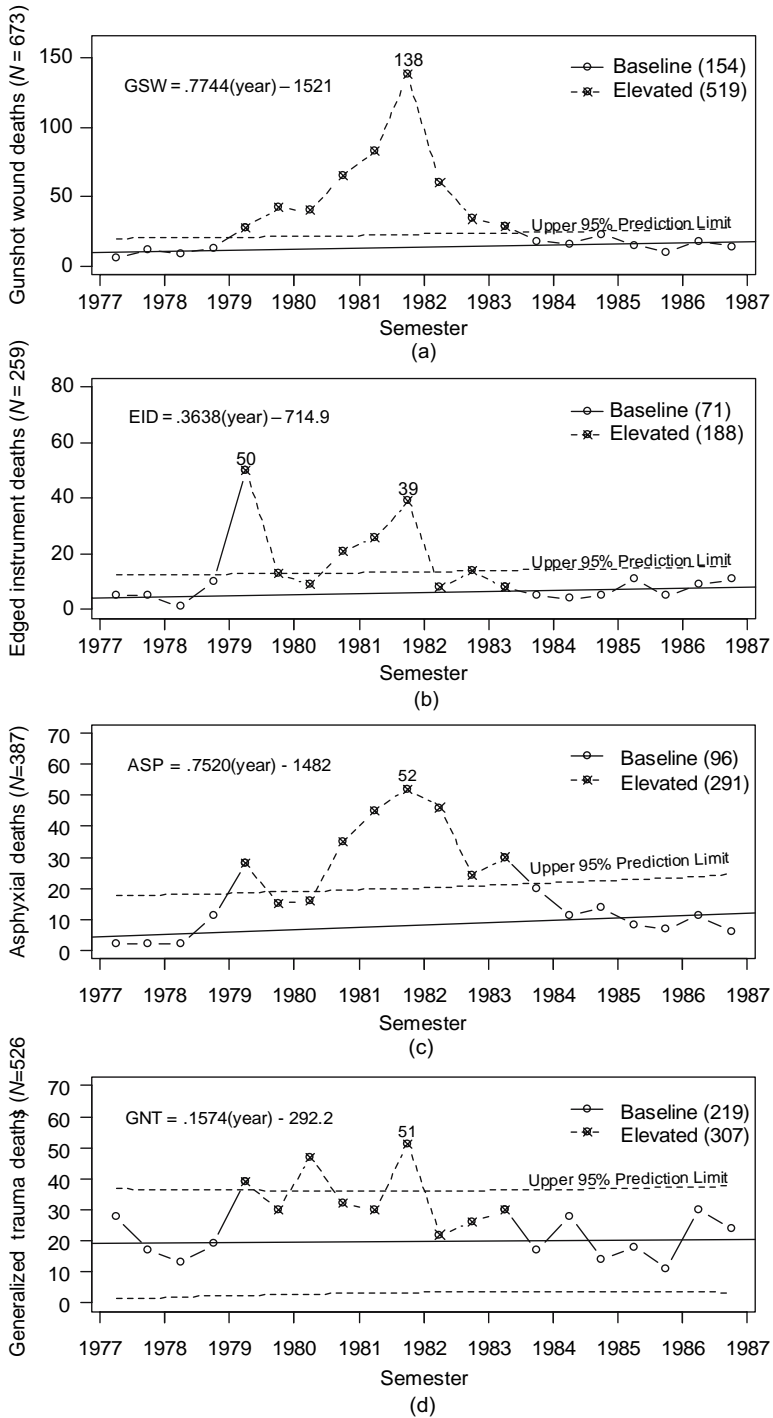 Gunshot wound deaths (N = 673)
150
100
50
0
GSW = .7744(year) – 1521
138
Baseline (154)
Elevated (519)
Upper 95% Prediction Limit
1977 1978 1979 1980 1981 1982 1983 1984 1985 1986 1987
Semester
(a)
Edged instrument deaths (N = 259)
80
60
40
20
0
EID = .3638(year) – 714.9
50
39
Baseline (71)
Elevated (188)
Upper 95% Prediction Limit
1977 1978 1979 1980 1981 1982 1983 1984 1985 1986 1987
Semester
(b)
Asphyxial deaths (N=387)
70
60
50
40
30
20
10
0
ASP = .7520(year) - 1482
52
Baseline (96)
Elevated (291)
Upper 95% Prediction Limit
1977 1978 1979 1980 1981 1982 1983 1984 1985 1986 1987
Semester
(c)
Generalized trauma deaths (N=526
70
60
50
40
30
20
10
0
GNT = .1574(year) - 292.2
51
Baseline (219)
Elevated (307)
Upper 95% Prediction Limit
1977 1978 1979 1980 1981 1982 1983 1984 1985 1986 1987
Semester
(d)